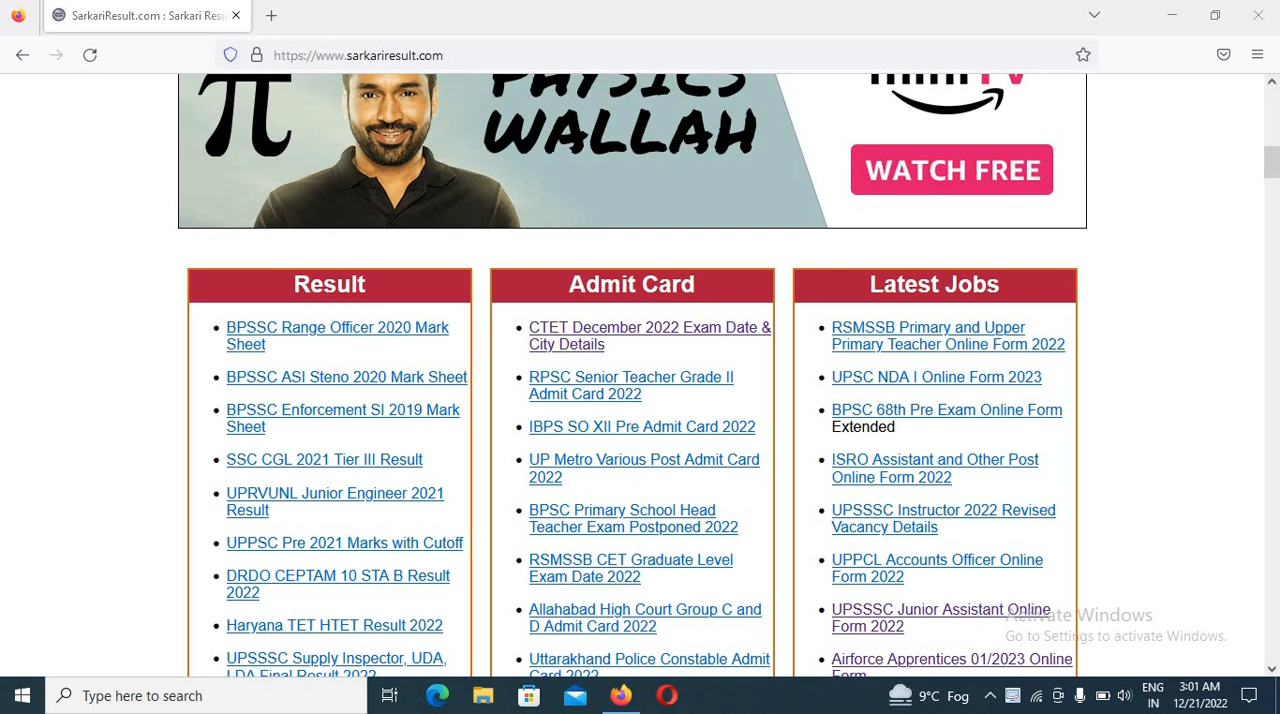 SarkariResult.com : Sarkari Resu
https://www.sarkariresult.com
π
PHYSICS
WALLAH
mini TV
WATCH FREE
Result
BPSSC Range Officer 2020 Mark
Sheet
BPSSC ASI Steno 2020 Mark Sheet
BPSSC Enforcement SI 2019 Mark
Sheet
SSC CGL 2021 Tier III Result
UPRVUNL Junior Engineer 2021
Result
UPPSC Pre 2021 Marks with Cutoff
DRDO CEPTAM 10 STA B Result
2022
Haryana TET HTET Result 2022
UPSSSC Supply Inspector, UDA,
LDA Final Result 2022
Admit Card
CTET December 2022 Exam Date &
City Details
RPSC Senior Teacher Grade II
Admit Card 2022
IBPS SO XII Pre Admit Card 2022
UP Metro Various Post Admit Card
2022
BPSC Primary School Head
Teacher Exam Postponed 2022
RSMSSB CET Graduate Level
Exam Date 2022
Allahabad High Court Group C and
D Admit Card 2022
Uttarakhand Police Constable Admit
Card 2022
Latest Jobs
RSMSSB Primary and Upper
Primary Teacher Online Form 2022
UPSC NDA I Online Form 2023
BPSC 68th Pre Exam Online Form
Extended
ISRO Assistant and Other Post
Online Form 2022
UPSSSC Instructor 2022 Revised
Vacancy Details
UPPCL Accounts Officer Online
Form 2022
UPSSSC Junior Assistant Online
Form 2022
Airforce Apprentices 01/2023 Online
Form
Activate Windows
Go to Settings to activate Windows.
Type here to search
9°C Fog
ENG
IN
3:01 AM
12/21/2022